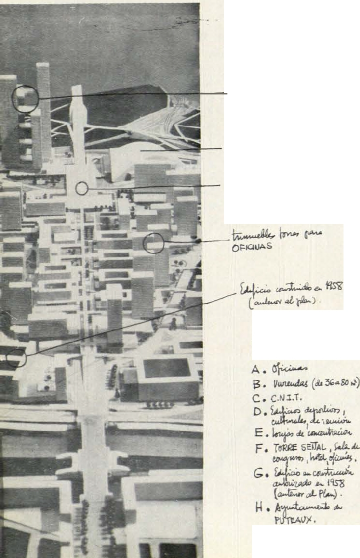 Inmuebles torres para
OFICINAS
Edificio construido en 1958
(anterior al plan).
A. Oficinas
B. Viviendas (de 36 a 80 m²)
C. C.N.I.T.
D. Edificios deportivos,
culturales, de reunión
E. de concentración
F. TORRE SEÑAL, Sala de
congresos, hotel, oficinas,
G. Edificio en construcción
autorizado en 1958
(anterior al Plan).
H. Ayuntamiento de
PUTEAUX.